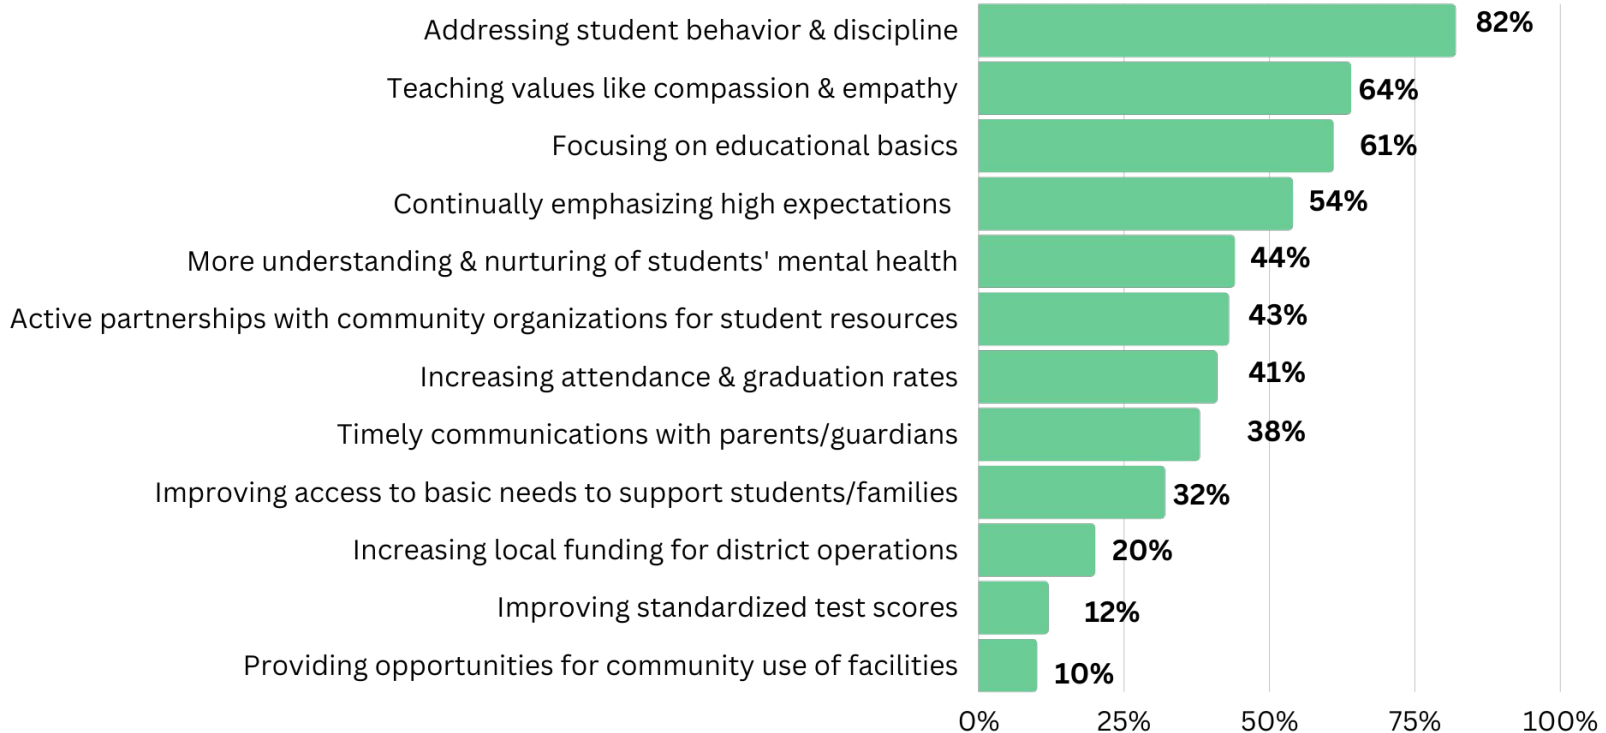 Addressing student behavior & discipline 82%
Teaching values like compassion & empathy 64%
Focusing on educational basics 61%
Continually emphasizing high expectations 54%
More understanding & nurturing of students' mental health 44%
Active partnerships with community organizations for student resources 43%
Increasing attendance & graduation rates 41%
Timely communications with parents/guardians 38%
Improving access to basic needs to support students/families 32%
Increasing local funding for district operations 20%
Improving standardized test scores 12%
Providing opportunities for community use of facilities 10%
0% 25% 50% 75% 100%